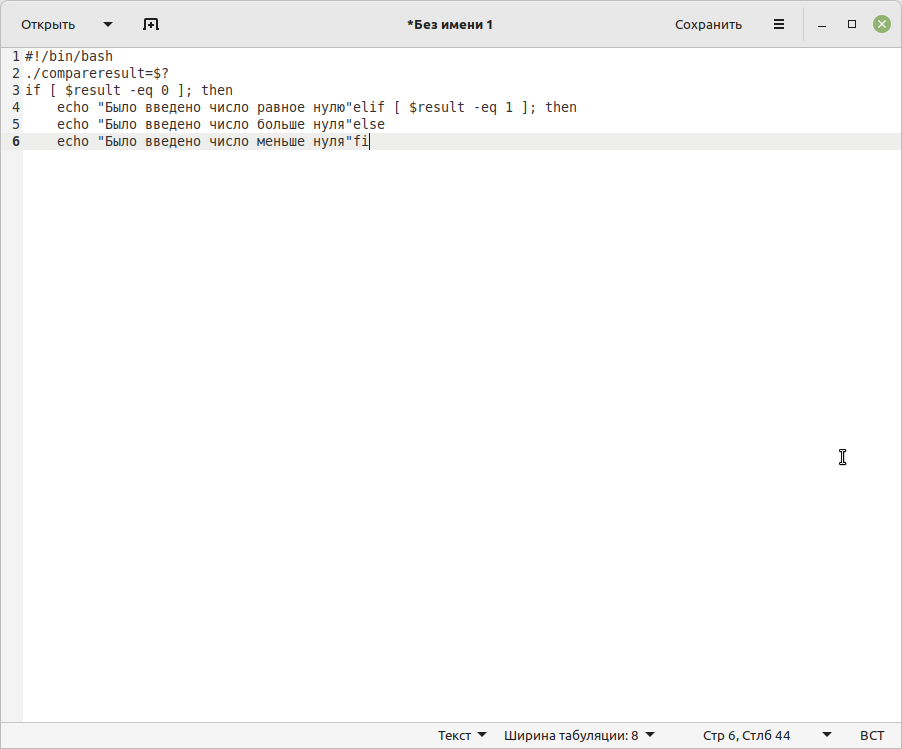 Открыть
*Без имени 1
Сохранить
1 #!/bin/bash
2 ./compareresult=$?
3 if [ $result -eq 0 ]; then
4     echo "Было введено число равное нулю"elif [ $result -eq 1 ]; then
5     echo "Было введено число больше нуля"else
6     echo "Было введено число меньше нуля"fi
Текст
Ширина табуляции: 8
Стр 6, Стлб 44
ВСТ